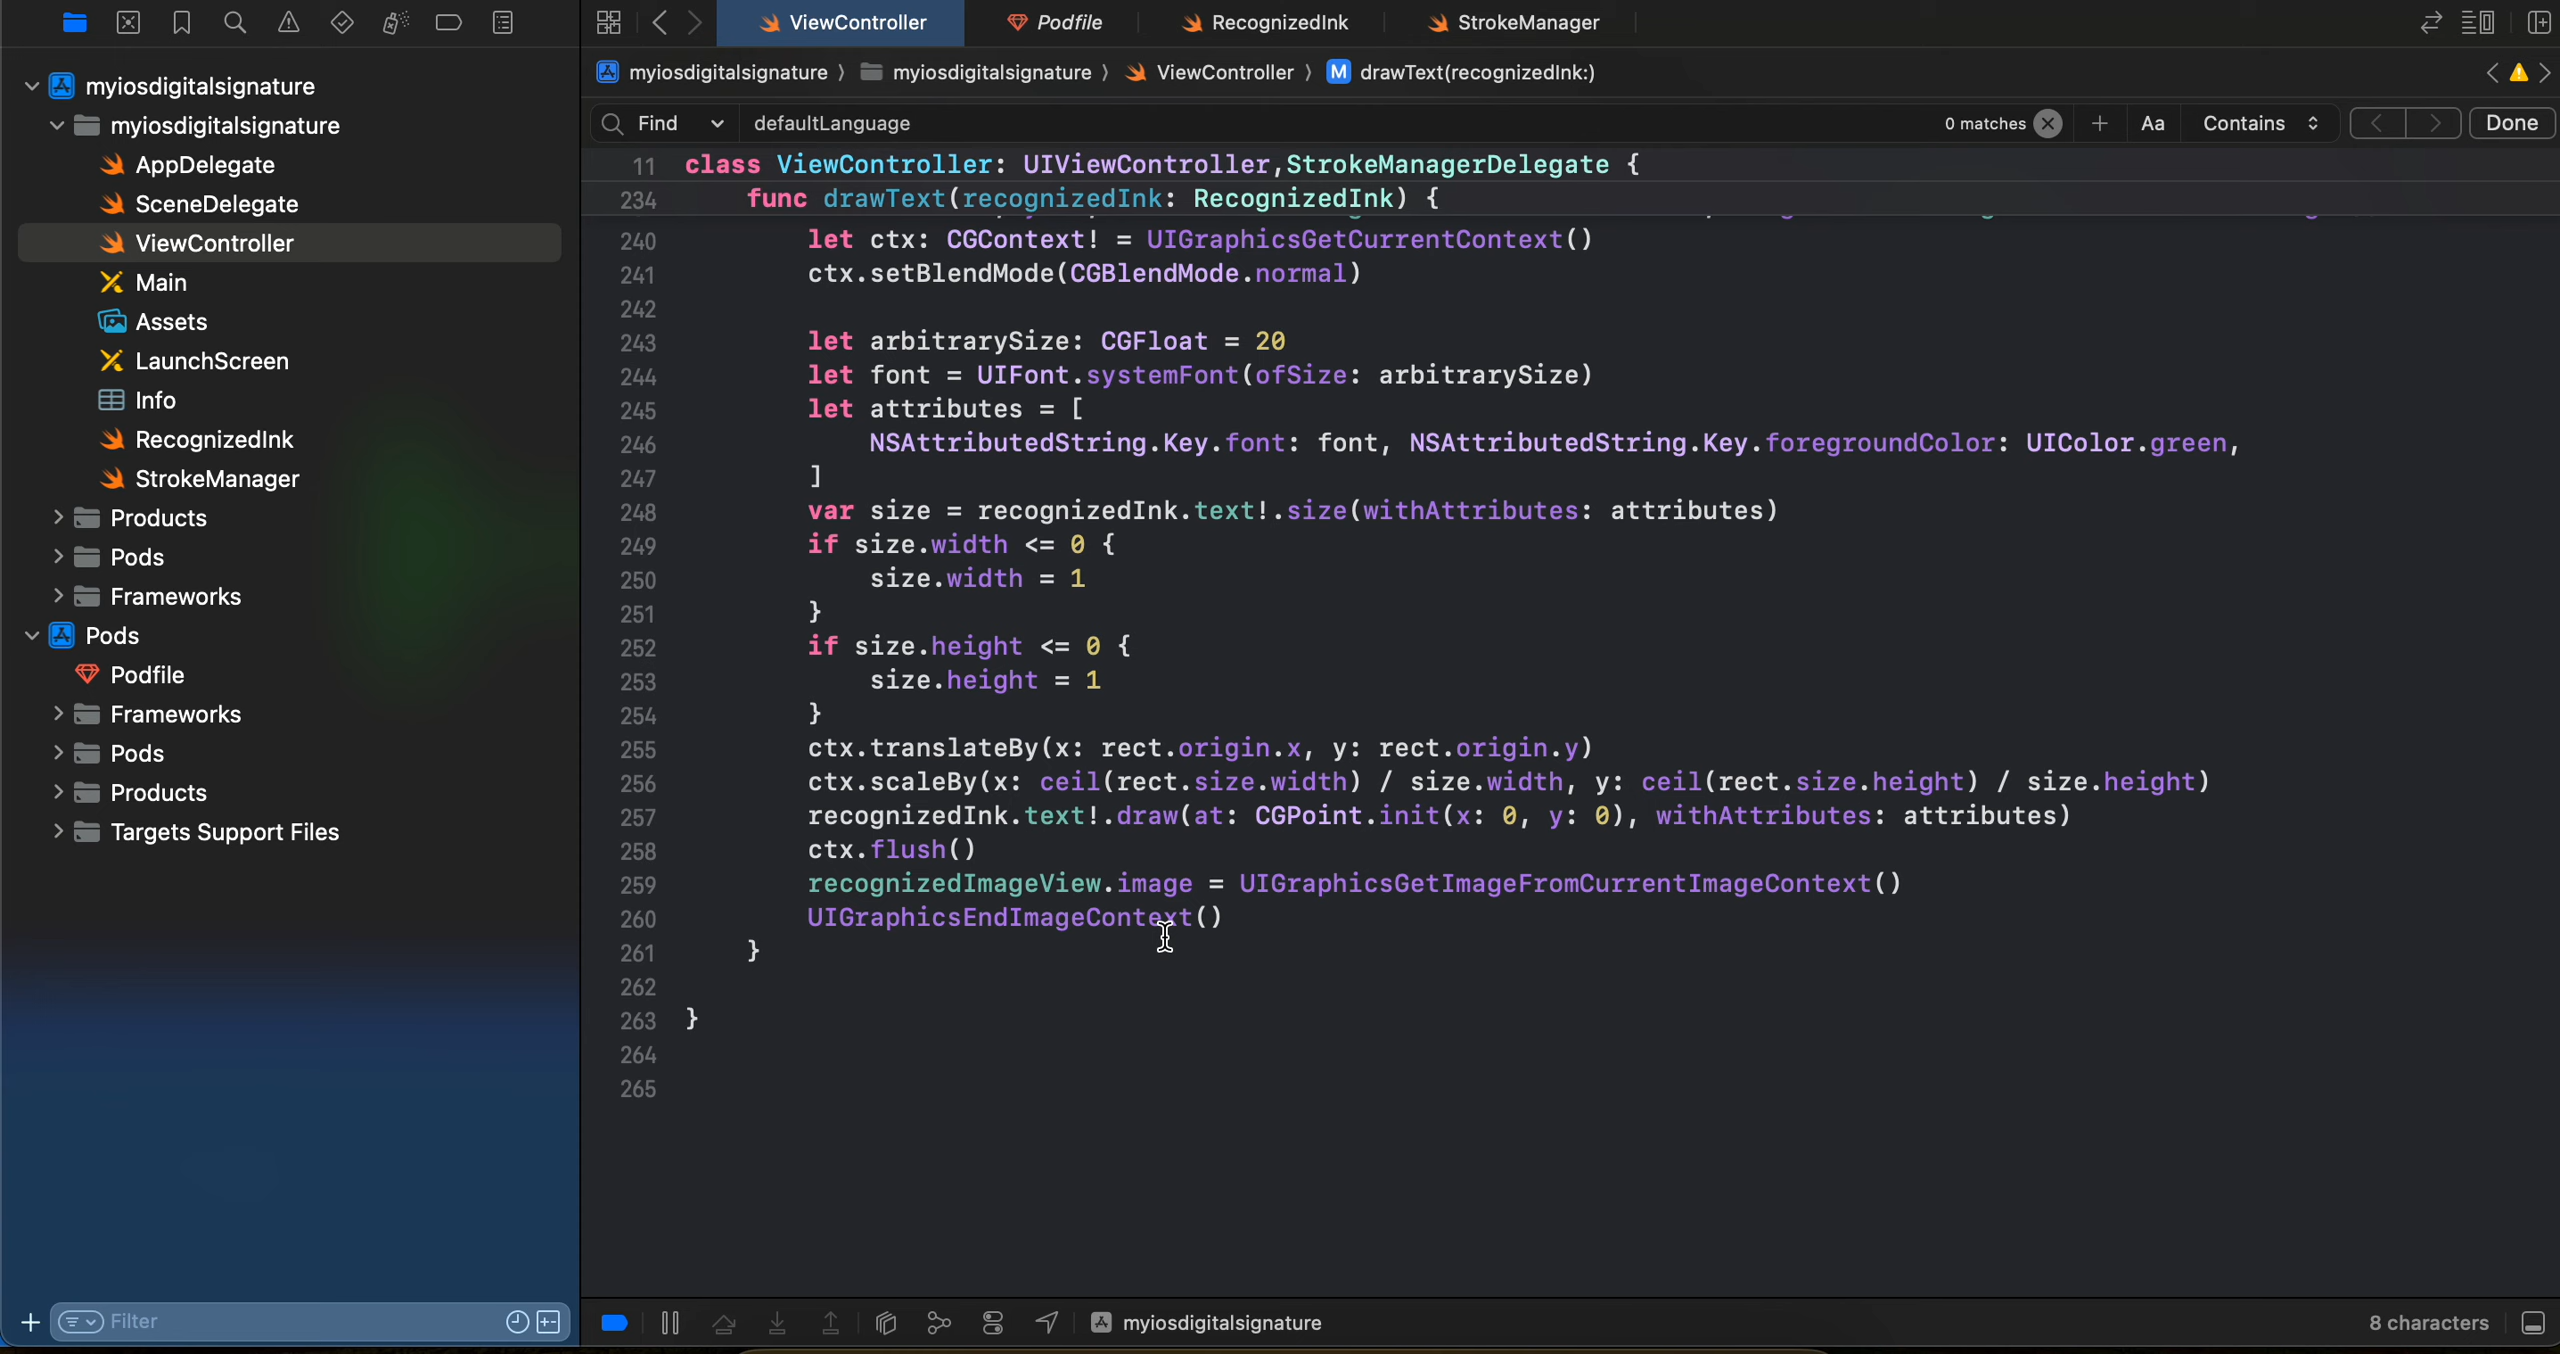 ViewController
Podfile
RecognizedInk
StrokeManager
myiosdigitalsignature
myiosdigitalsignature
ViewController
M drawText(recognizedInk:)
Find
defaultLanguage
0 matches
Aa
Contains
Done
myiosdigitalsignature
myiosdigitalsignature
AppDelegate
SceneDelegate
ViewController
Main
Assets
LaunchScreen
Info
RecognizedInk
StrokeManager
Products
Pods
Frameworks
Pods
Podfile
Frameworks
Pods
Products
Targets Support Files
Filter
11 class ViewController: UIViewController,StrokeManagerDelegate {
234 func drawText(recognizedInk: RecognizedInk) {
240 let ctx: CGContext! = UIGraphicsGetCurrentContext()
241 ctx.setBlendMode(CGBlendMode.normal)
242
243 let arbitrarySize: CGFloat = 20
244 let font = UIFont.systemFont(ofSize: arbitrarySize)
245 let attributes = [
246 NSAttributedString.Key.font: font, NSAttributedString.Key.foregroundColor: UIColor.green,
247 ]
248 var size = recognizedInk.text!.size(withAttributes: attributes)
249 if size.width <= 0 {
250 size.width = 1
251 }
252 if size.height <= 0 {
253 size.height = 1
254 }
255 ctx.translateBy(x: rect.origin.x, y: rect.origin.y)
256 ctx.scaleBy(x: ceil(rect.size.width) / size.width, y: ceil(rect.size.height) / size.height)
257 recognizedInk.text!.draw(at: CGPoint.init(x: 0, y: 0), withAttributes: attributes)
258 ctx.flush()
259 recognizedImageView.image = UIGraphicsGetImageFromCurrentImageContext()
260 UIGraphicsEndImageContext()
261 }
262
263 }
264
265
myiosdigitalsignature
8 characters